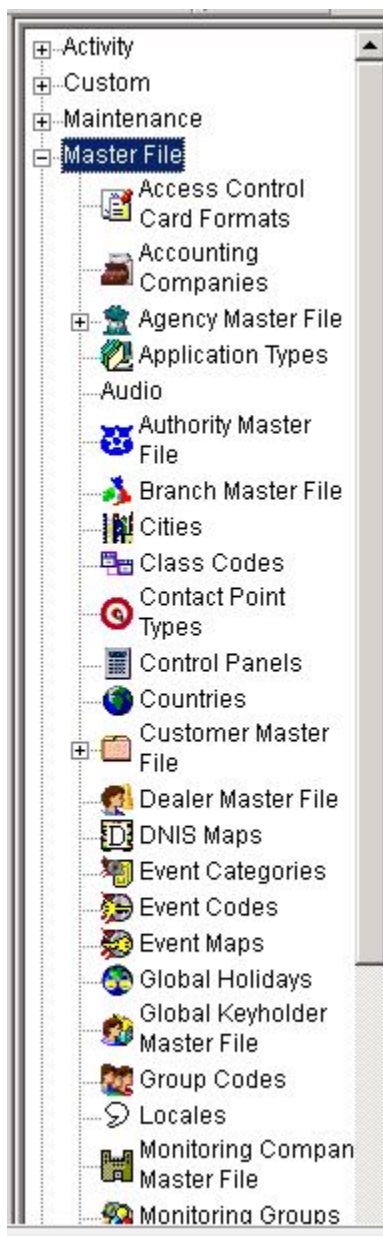 Activity
Custom
Maintenance
Master File
Access Control
Card Formats
Accounting
Companies
Agency Master File
Application Types
Audio
Authority Master
File
Branch Master File
Cities
Class Codes
Contact Point
Types
Control Panels
Countries
Customer Master
File
Dealer Master File
DNIS Maps
Event Categories
Event Codes
Event Maps
Global Holidays
Global Keyholder
Master File
Group Codes
Locales
Monitoring Compan
Master File
Monitoring Groups